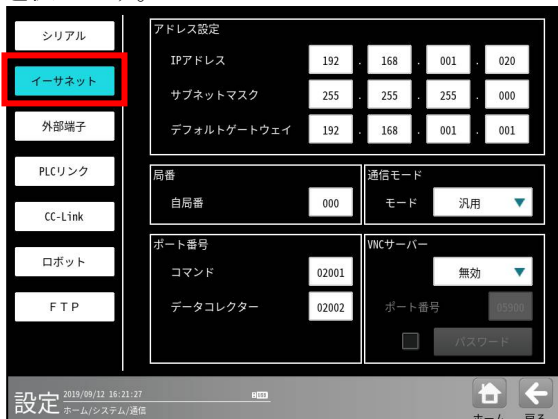 シリアル
イーサネット
外部端子
PLCリンク
CC-Link
ロボット
FTP
アドレス設定
IPアドレス 192 . 168 . 001 . 020
サブネットマスク 255 . 255 . 255 . 000
デフォルトゲートウェイ 192 . 168 . 001 . 001
局番
自局番 000
通信モード
モード 汎用
ポート番号
コマンド 02001
データコレクター 02002
VNCサーバー
無効
ポート番号 05900
パスワード
設定 2019/09/12 16:21:27
ホーム/システム/通信
ホーム 戻る